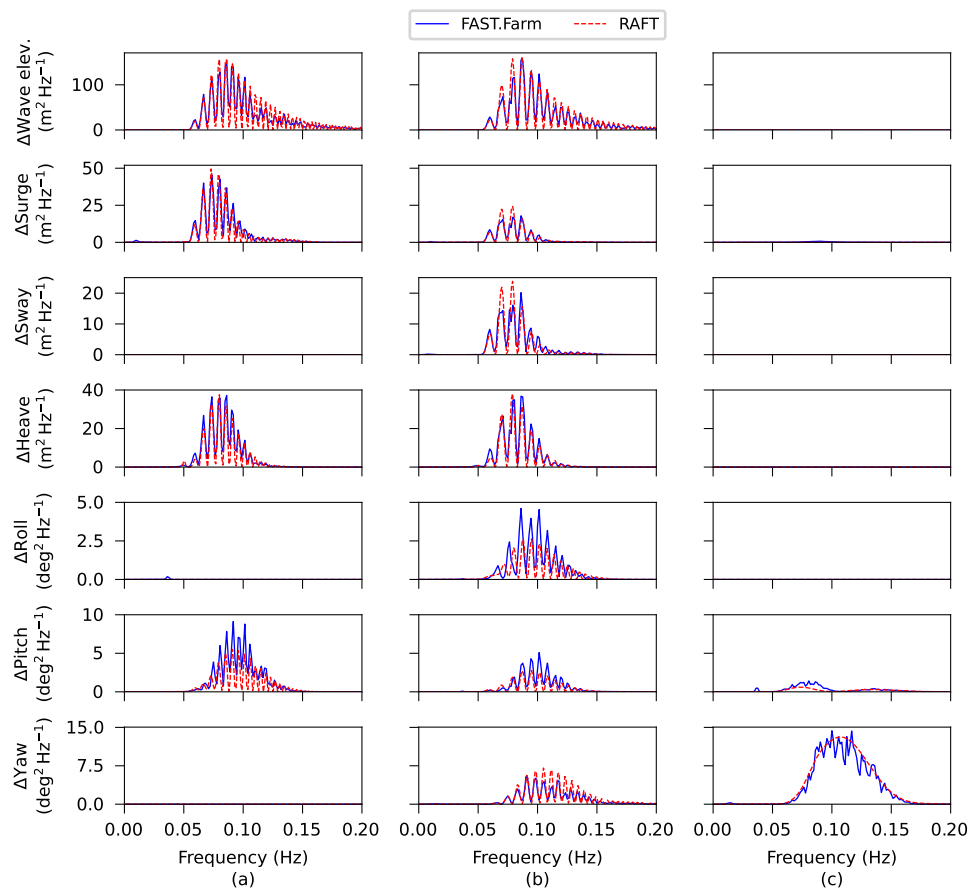 FAST.Farm RAFT
ΔWave elev.
(m² Hz⁻¹)
100
0
ΔSurge
(m² Hz⁻¹)
50
25
0
ΔSway
(m² Hz⁻¹)
20
10
0
ΔHeave
(m² Hz⁻¹)
40
20
0
ΔRoll
(deg² Hz⁻¹)
5.0
2.5
0.0
ΔPitch
(deg² Hz⁻¹)
10
5
0
ΔYaw
(deg² Hz⁻¹)
15.0
7.5
0.0
0.00 0.05 0.10 0.15 0.20 0.00 0.05 0.10 0.15 0.20 0.00 0.05 0.10 0.15 0.20
Frequency (Hz) Frequency (Hz) Frequency (Hz)
(a) (b) (c)